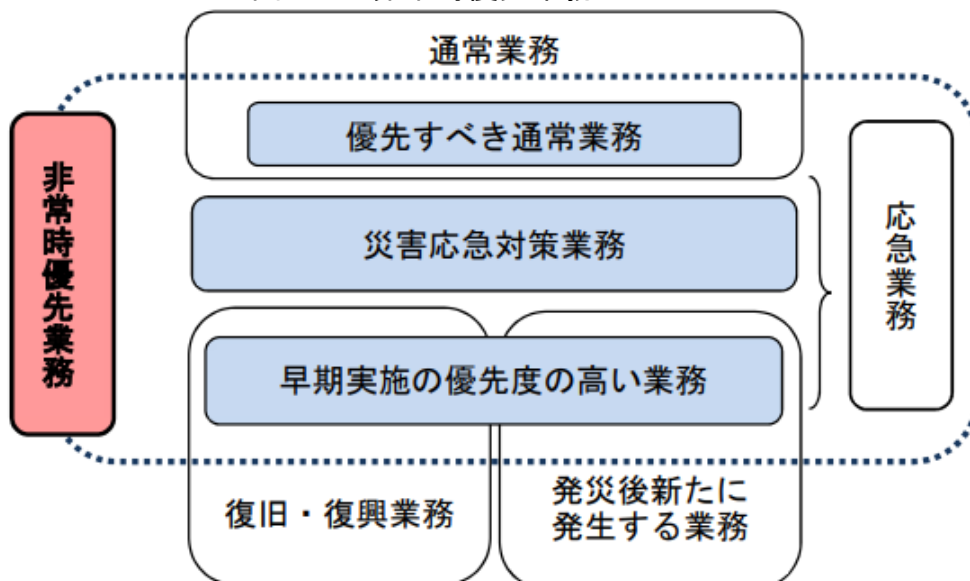 通常業務
優先すべき通常業務
非常時優先業務
災害応急対策業務
応急業務
早期実施の優先度の高い業務
復旧・復興業務
発災後新たに
発生する業務